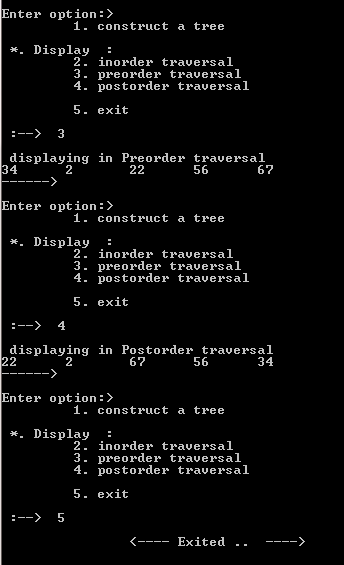 Enter option:>
1. construct a tree
*. Display :
2. inorder traversal
3. preorder traversal
4. postorder traversal
5. exit
:--> 3
displaying in Preorder traversal
34 2 22 56 67
------>
Enter option:>
1. construct a tree
*. Display :
2. inorder traversal
3. preorder traversal
4. postorder traversal
5. exit
:--> 4
displaying in Postorder traversal
22 2 67 56 34
------>
Enter option:>
1. construct a tree
*. Display :
2. inorder traversal
3. preorder traversal
4. postorder traversal
5. exit
:--> 5
<---- Exited .. ---->